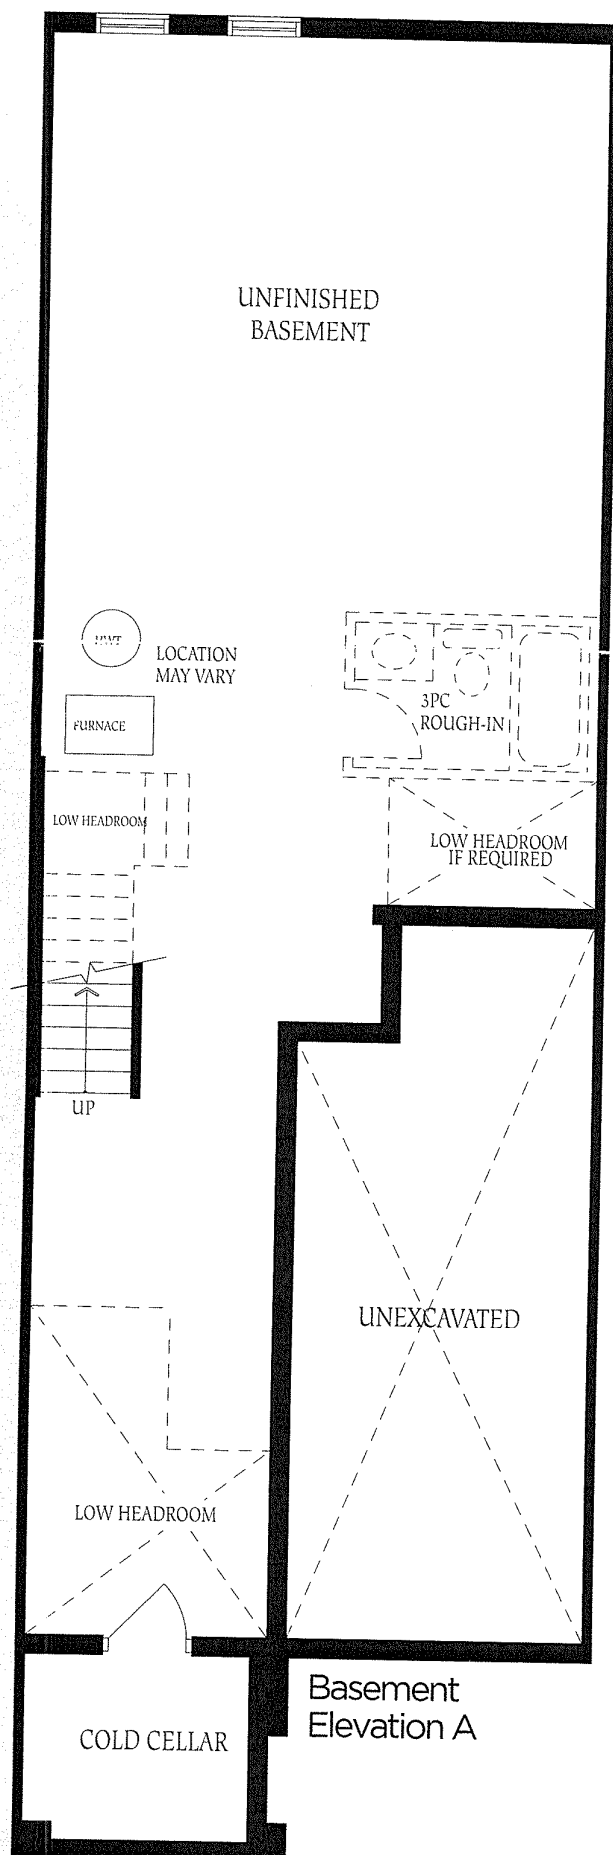 UNFINISHED
BASEMENT
HWT
LOCATION
MAY VARY
FURNACE
3PC
ROUGH-IN
LOW HEADROOM
LOW HEADROOM
IF REQUIRED
UP
UNEXCAVATED
LOW HEADROOM
COLD CELLAR
Basement
Elevation A